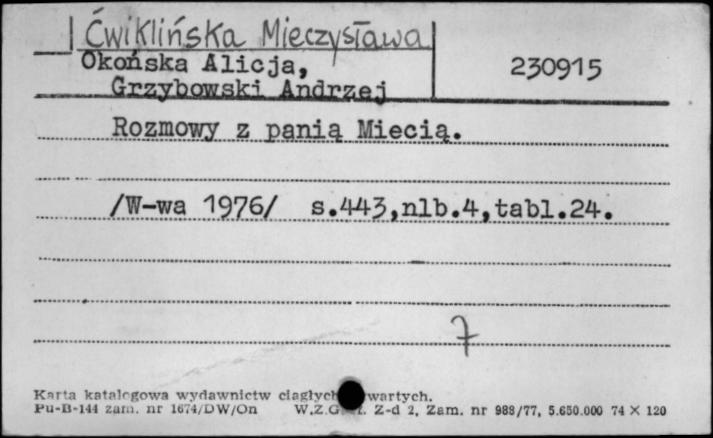 Ćwiklińska Mieczysława
Okońska Alicja,
Grzybowski Andrzej
230915
Rozmowy z panią Miecią.
/W-wa 1976/ s.443,nlb.4,tabl.24.
7
Karta katalogowa wydawnictw ciągłych wartych.
Pu-B-144 zam. nr 1674/DW/On W.Z.G z. Z-d 2, Zam. nr 988/77, 5.650.000 74 X 120